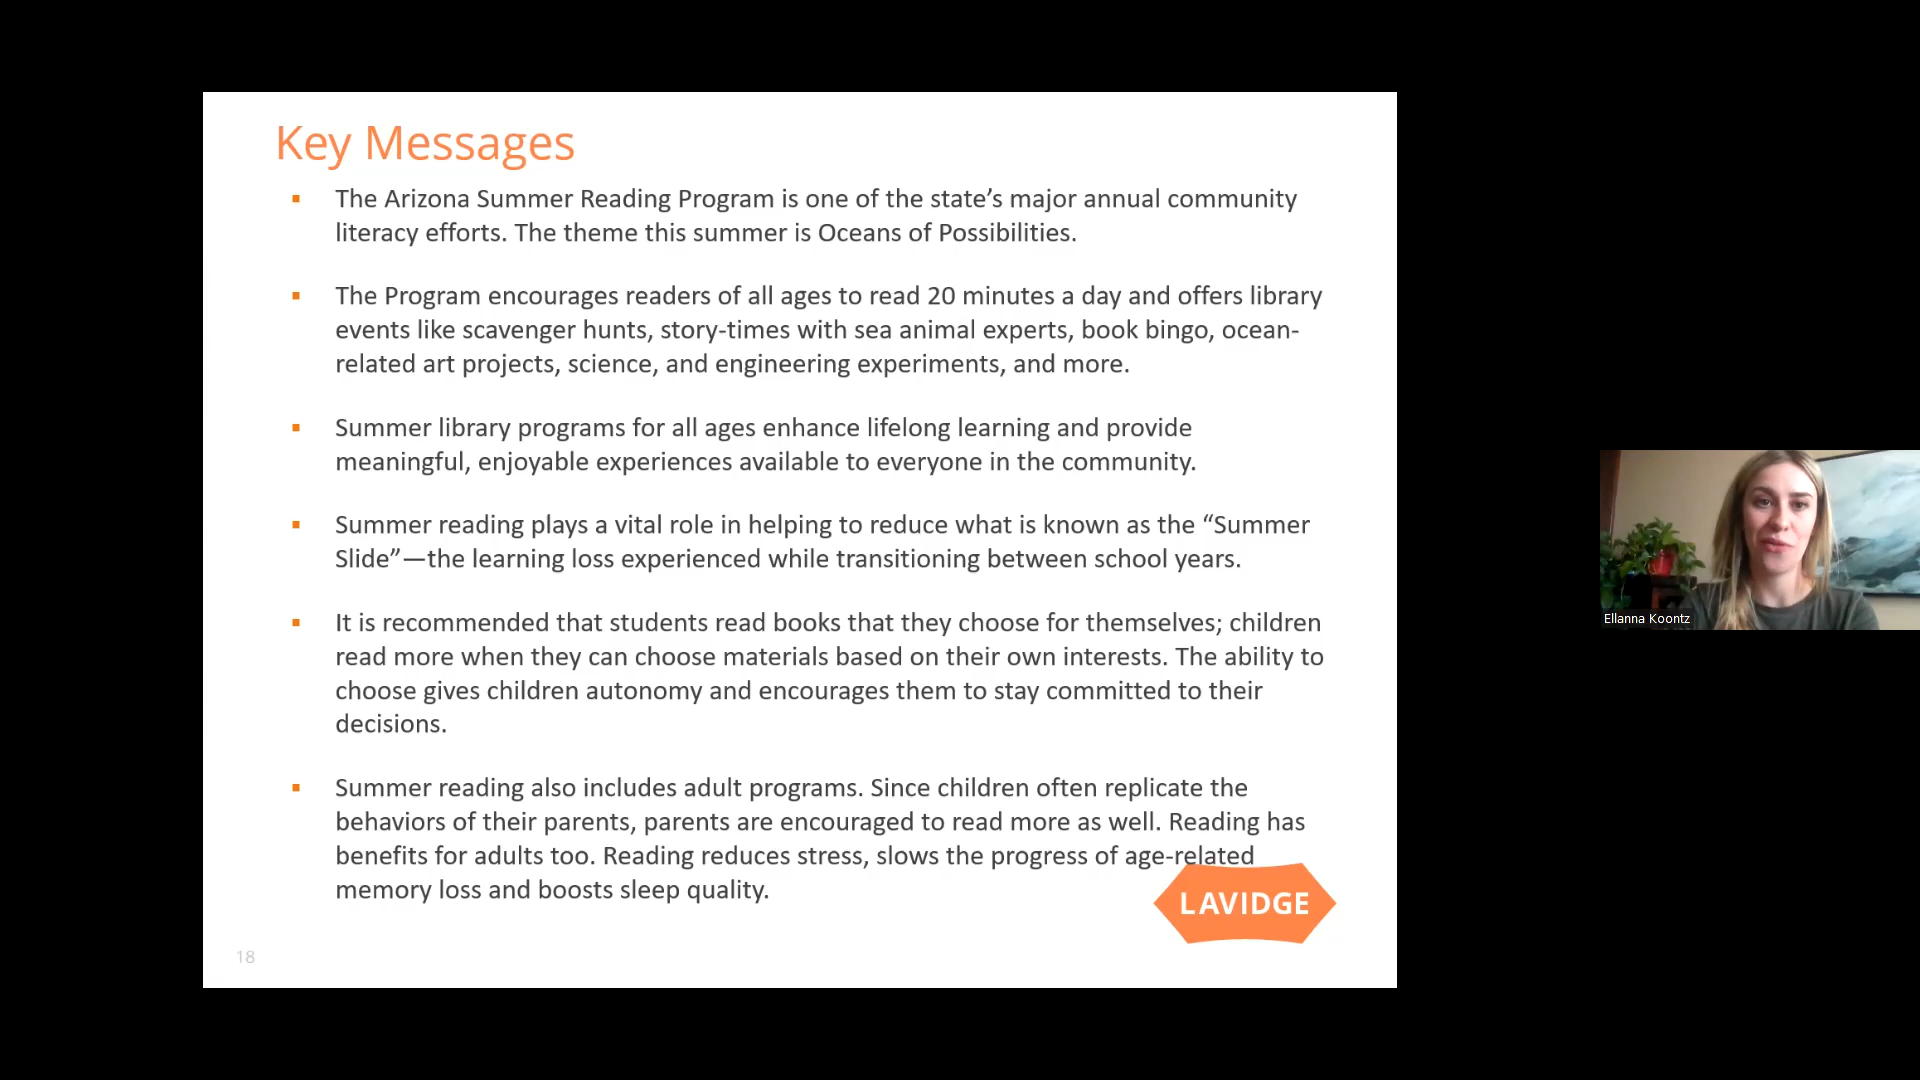 Key Messages
▪ The Arizona Summer Reading Program is one of the state’s major annual community
literacy efforts. The theme this summer is Oceans of Possibilities.
▪ The Program encourages readers of all ages to read 20 minutes a day and offers library
events like scavenger hunts, story-times with sea animal experts, book bingo, ocean-
related art projects, science, and engineering experiments, and more.
▪ Summer library programs for all ages enhance lifelong learning and provide
meaningful, enjoyable experiences available to everyone in the community.
▪ Summer reading plays a vital role in helping to reduce what is known as the “Summer
Slide”—the learning loss experienced while transitioning between school years.
▪ It is recommended that students read books that they choose for themselves; children
read more when they can choose materials based on their own interests. The ability to
choose gives children autonomy and encourages them to stay committed to their
decisions.
▪ Summer reading also includes adult programs. Since children often replicate the
behaviors of their parents, parents are encouraged to read more as well. Reading has
benefits for adults too. Reading reduces stress, slows the progress of age-related
memory loss and boosts sleep quality.
LAVIDGE
18
Ellanna Koontz